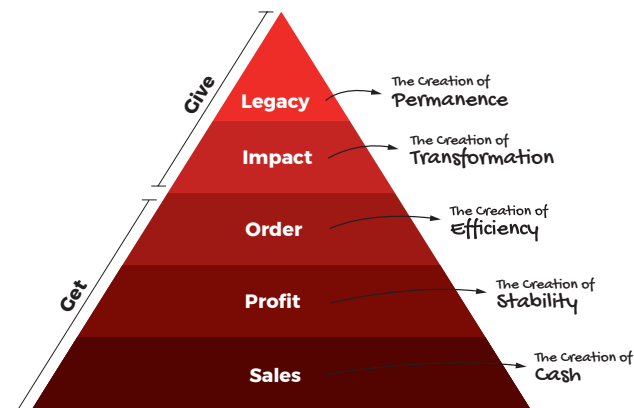 Give
Legacy
The Creation of
Permanence
Impact
The Creation of
Transformation
Get
Order
The Creation of
Efficiency
Profit
The Creation of
Stability
Sales
The Creation of
Cash